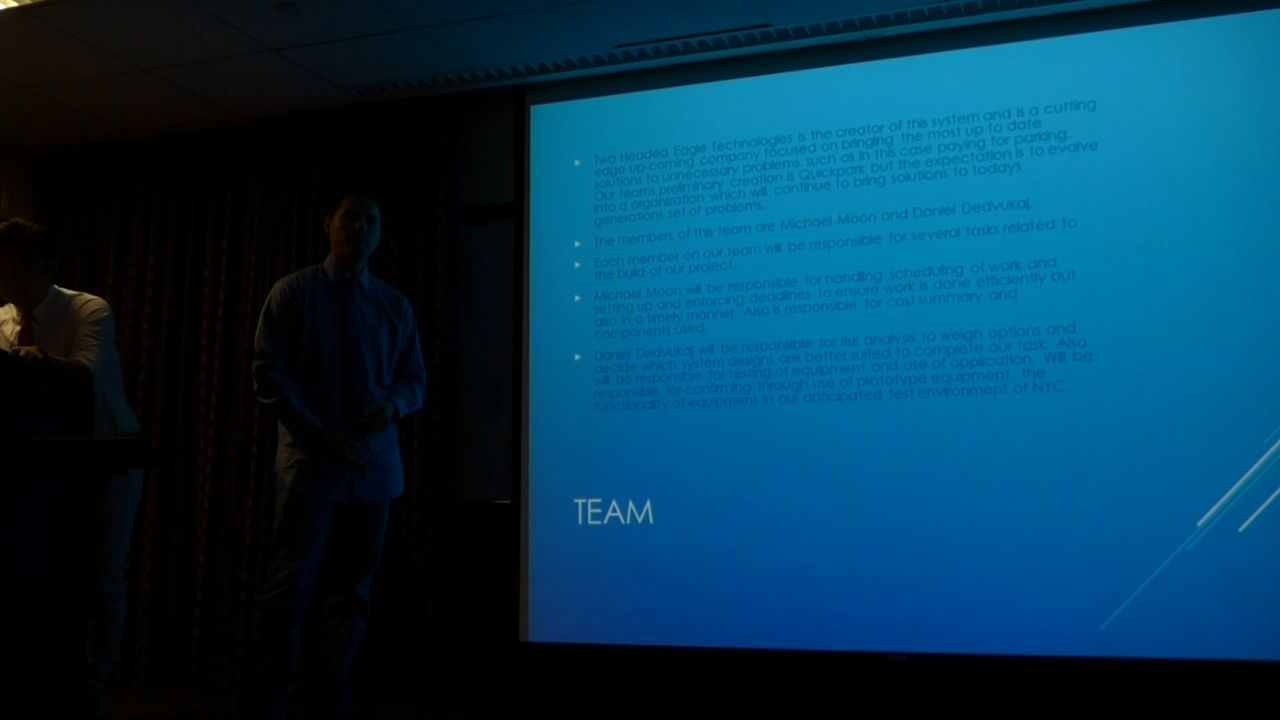 Two Headed Eagle Technologies is the creator of this system and is a cutting
edge up-coming company focused on bringing the most up to date
solutions to unnecessary problems such as in this case paying for parking.
Our teams preliminary creation is Quickpark but the expectation is to evolve
into a organization which will continue to bring solutions to todays
generations set of problems.
The members of this team are Michael Moon and Daniel Dedvukaj.
Each member on our team will be responsible for several tasks related to
the build of our project.
Michael Moon will be responsible for handling scheduling of work and
setting up and enforcing deadlines to ensure work is done efficiently but
also in a timely manner. Also is responsible for cost summary and
components used.
Daniel Dedvukaj will be responsible for risk analysis to weigh options and
decide which system designs are better suited to complete our task. Also
will be responsible for testing of equipment and use of application. Will be
responsible for confirming through use of prototype equipment, the
functionality of equipment in our anticipated test environment of NYC.
TEAM